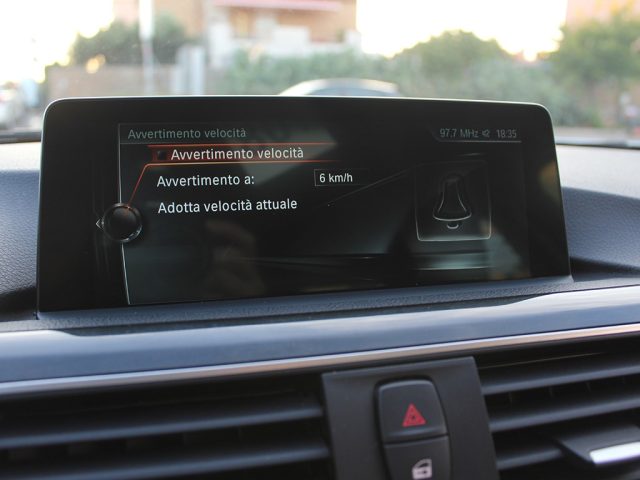 Avvertimento velocità
97.7 MHz 18:35
Avvertimento velocità
Avvertimento a: 6 km/h
Adotta velocità attuale